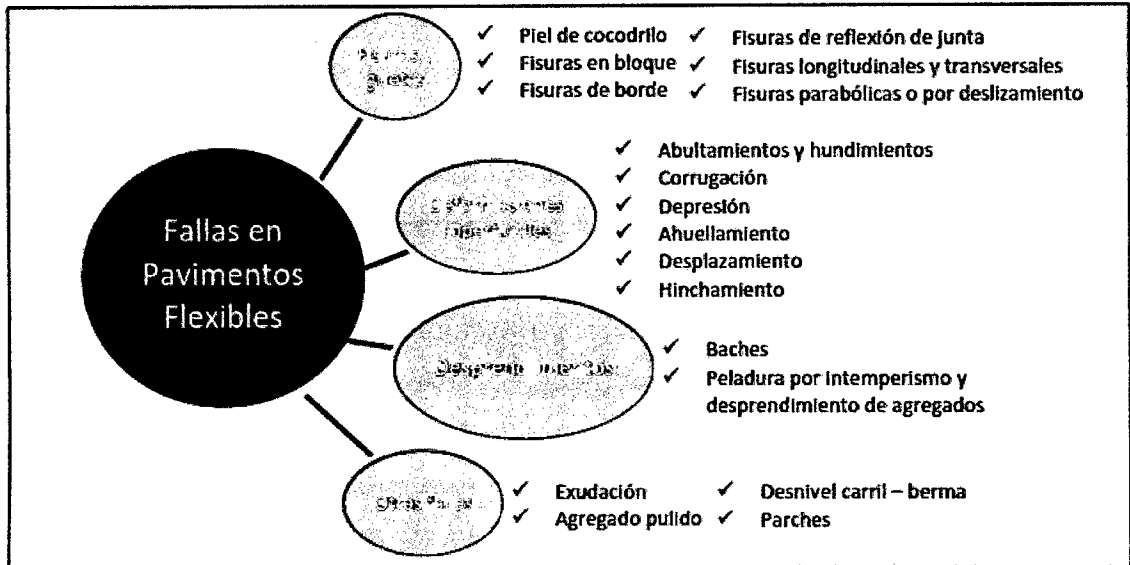 Fallas en
Pavimentos
Flexibles
✓ Piel de cocodrilo ✓ Fisuras de reflexión de junta
✓ Fisuras en bloque ✓ Fisuras longitudinales y transversales
✓ Fisuras de borde ✓ Fisuras parabólicas o por deslizamiento
✓ Abultamientos y hundimientos
✓ Corrugación
✓ Depresión
✓ Ahuellamiento
✓ Desplazamiento
✓ Hinchamiento
✓ Baches
✓ Peladura por intemperismo y
desprendimiento de agregados
✓ Exudación ✓ Desnivel carril – berma
✓ Agregado pulido ✓ Parches